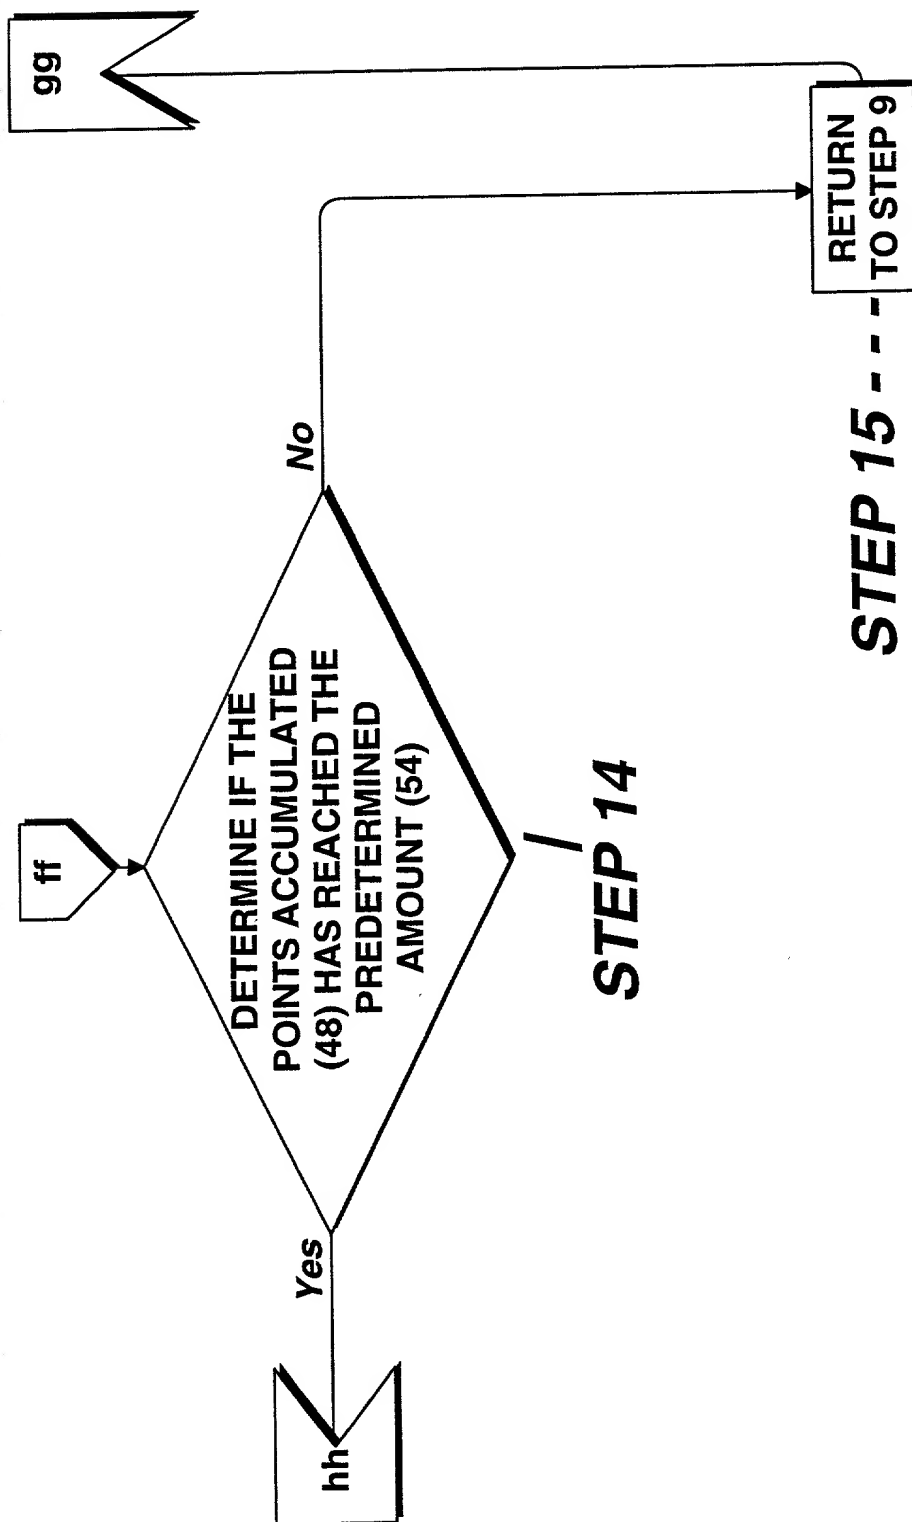 ff
gg
DETERMINE IF THE
POINTS ACCUMULATED
(48) HAS REACHED THE
PREDETERMINED
AMOUNT (54)
Yes
No
hh
STEP 14
RETURN
TO STEP 9
STEP 15